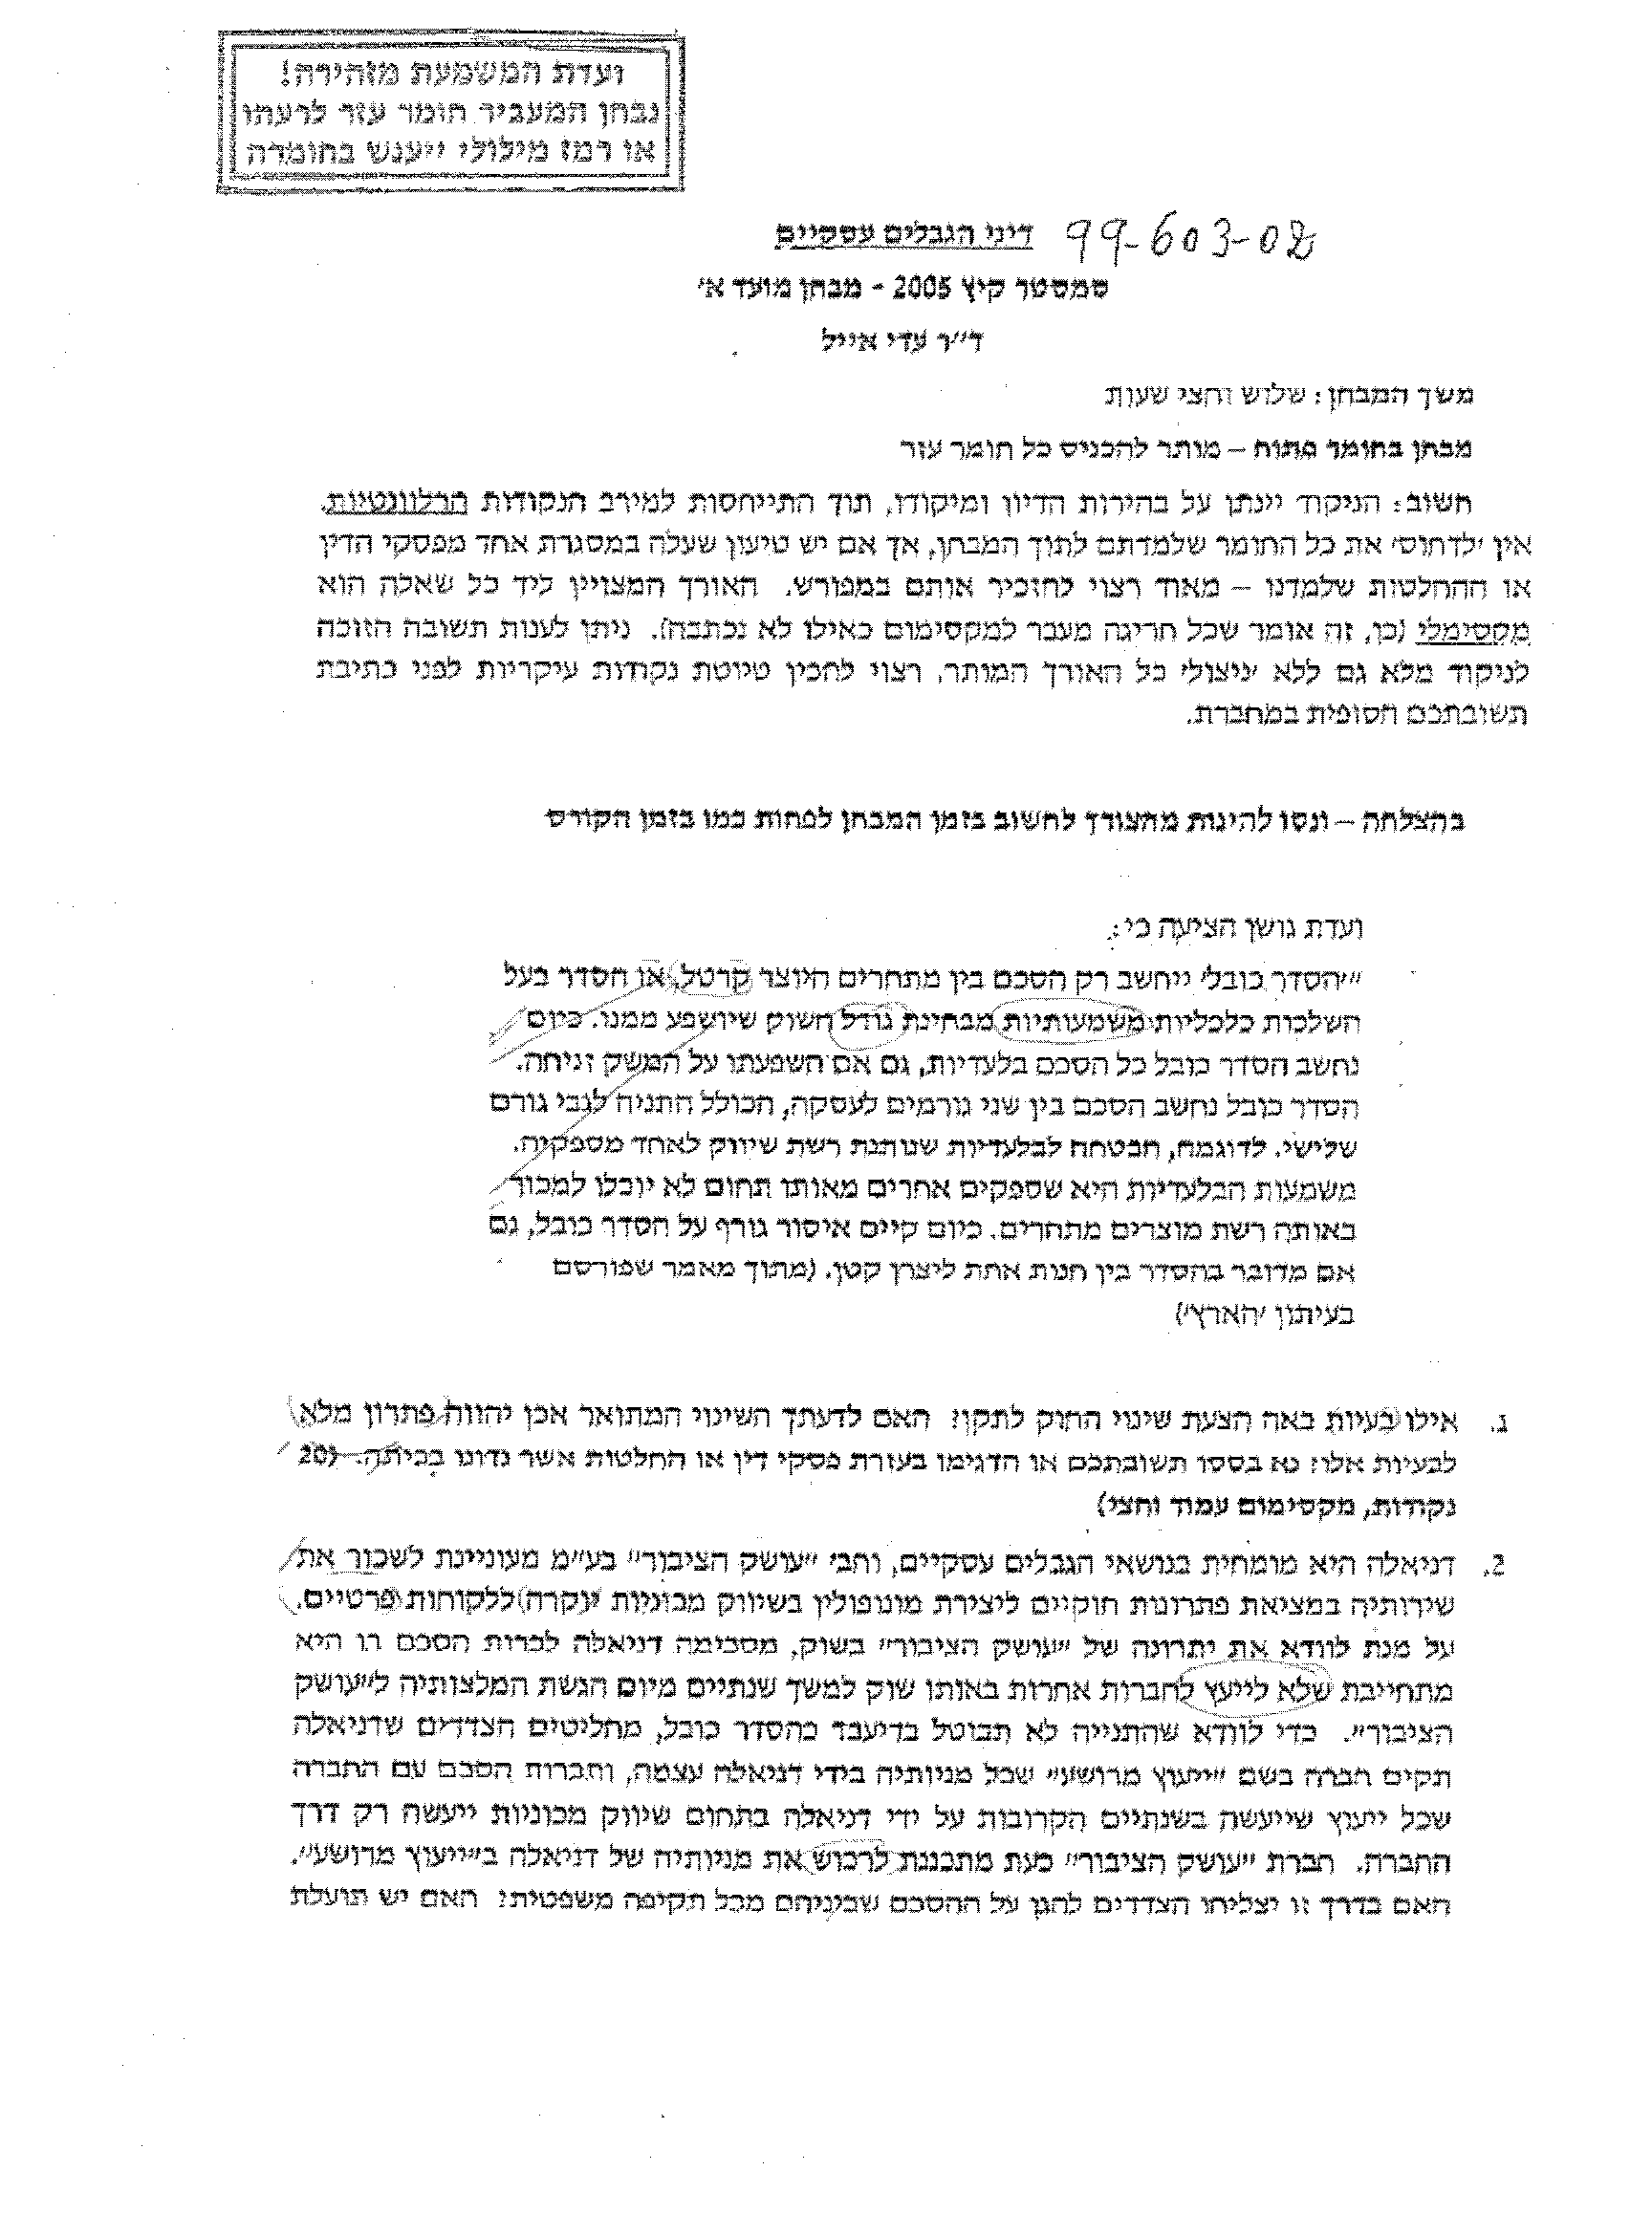 ועדת המשמעת מזהירה!
נבחן המעביר חומר עזר לרעהו
או רמז מילולי ייענש בחומרה
דיני הגבלים עסקיים 99-603-02
סמסטר קיץ 2005 - מבחן מועד א'
ד"ר עדי אייל
משך המבחן: שלוש וחצי שעות
מבחן בחומר פתוח – מותר להכניס כל חומר עזר
חשוב: הניקוד יינתן על בהירות הדיון ומיקודו, תוך התייחסות למירב הנקודות הרלוונטיות.
אין 'לדחוס' את כל החומר שלמדתם לתוך המבחן, אך אם יש טיעון שעלה במסגרת אחד מפסקי הדין
או ההחלטות שלמדנו – מאוד רצוי להזכיר אותם במפורש. האורך המצויין ליד כל שאלה הוא
מקסימלי (כן, זה אומר שכל חריגה מעבר למקסימום כאילו לא נכתבה). ניתן לענות תשובה הזוכה
לניקוד מלא גם ללא 'ניצול' כל האורך המותר. רצוי להכין טיוטת נקודות עיקריות לפני כתיבת
תשובתכם הסופית במחברת.
בהצלחה – ונסו להינות מהצורך לחשוב בזמן המבחן לפחות כמו בזמן הקורס
ועדת גושן הציעה כי:
"'הסדר כובל' ייחשב רק הסכם בין מתחרים היוצר קרטל, או הסדר בעל
השלכות כלכליות משמעותיות מבחינת גודל השוק שיושפע ממנו. כיום
נחשב הסדר כובל כל הסכם בלעדיות, גם אם השפעתו על המשק זניחה.
הסדר כובל נחשב הסכם בין שני גורמים לעסקה, הכולל התניה לגבי גורם
שלישי. לדוגמה, הבטחה לבלעדיות שנותנת רשת שיווק לאחד מספקיה.
משמעות הבלעדיות היא שספקים אחרים מאותו תחום לא יוכלו למכור
באותה רשת מוצרים מתחרים. כיום קיים איסור גורף על הסדר כובל, גם
אם מדובר בהסדר בין חנות אחת ליצרן קטן. (מתוך מאמר שפורסם
בעיתון 'הארץ')
1. אילו בעיות באה הצעת שינוי החוק לתקן? האם לדעתך השינוי המתואר אכן יהווה פתרון מלא
לבעיות אלו? נא בססו תשובתכם או הדגימו בעזרת פסקי דין או החלטות אשר נדונו בכיתה. (20
נקודות, מקסימום עמוד וחצי)
2. דניאלה היא מומחית בנושאי הגבלים עסקיים, וחב' "עושק הציבור" בע"מ מעוניינת לשכור את
שירותיה במציאת פתרונות חוקיים ליצירת מונופולין בשיווק מכוניות יוקרה ללקוחות פרטיים.
על מנת לוודא את יתרונה של "עושק הציבור" בשוק, מסכימה דניאלה לכרות הסכם בו היא
מתחייבת שלא לייעץ לחברות אחרות באותו שוק למשך שנתיים מיום הגשת המלצותיה ל"עושק
הציבור". כדי לוודא שהתנייה לא תבוטל בדיעבד כהסדר כובל, מחליטים הצדדים שדניאלה
תקים חברה בשם "ייעוץ מרושע" שכל מניותיה בידי דניאלה עצמה, וחברות הסכם עם החברה
שכל ייעוץ שייעשה בשנתיים הקרובות על ידי דניאלה בתחום שיווק מכוניות ייעשה רק דרך
החברה. חברת "עושק הציבור" כעת מתכננת לרכוש את מניותיה של דניאלה ב"ייעוץ מרושע".
האם בדרך זו יצליחו הצדדים להגן על ההסכם שביניהם מכל תקיפה משפטית? האם יש תועלת